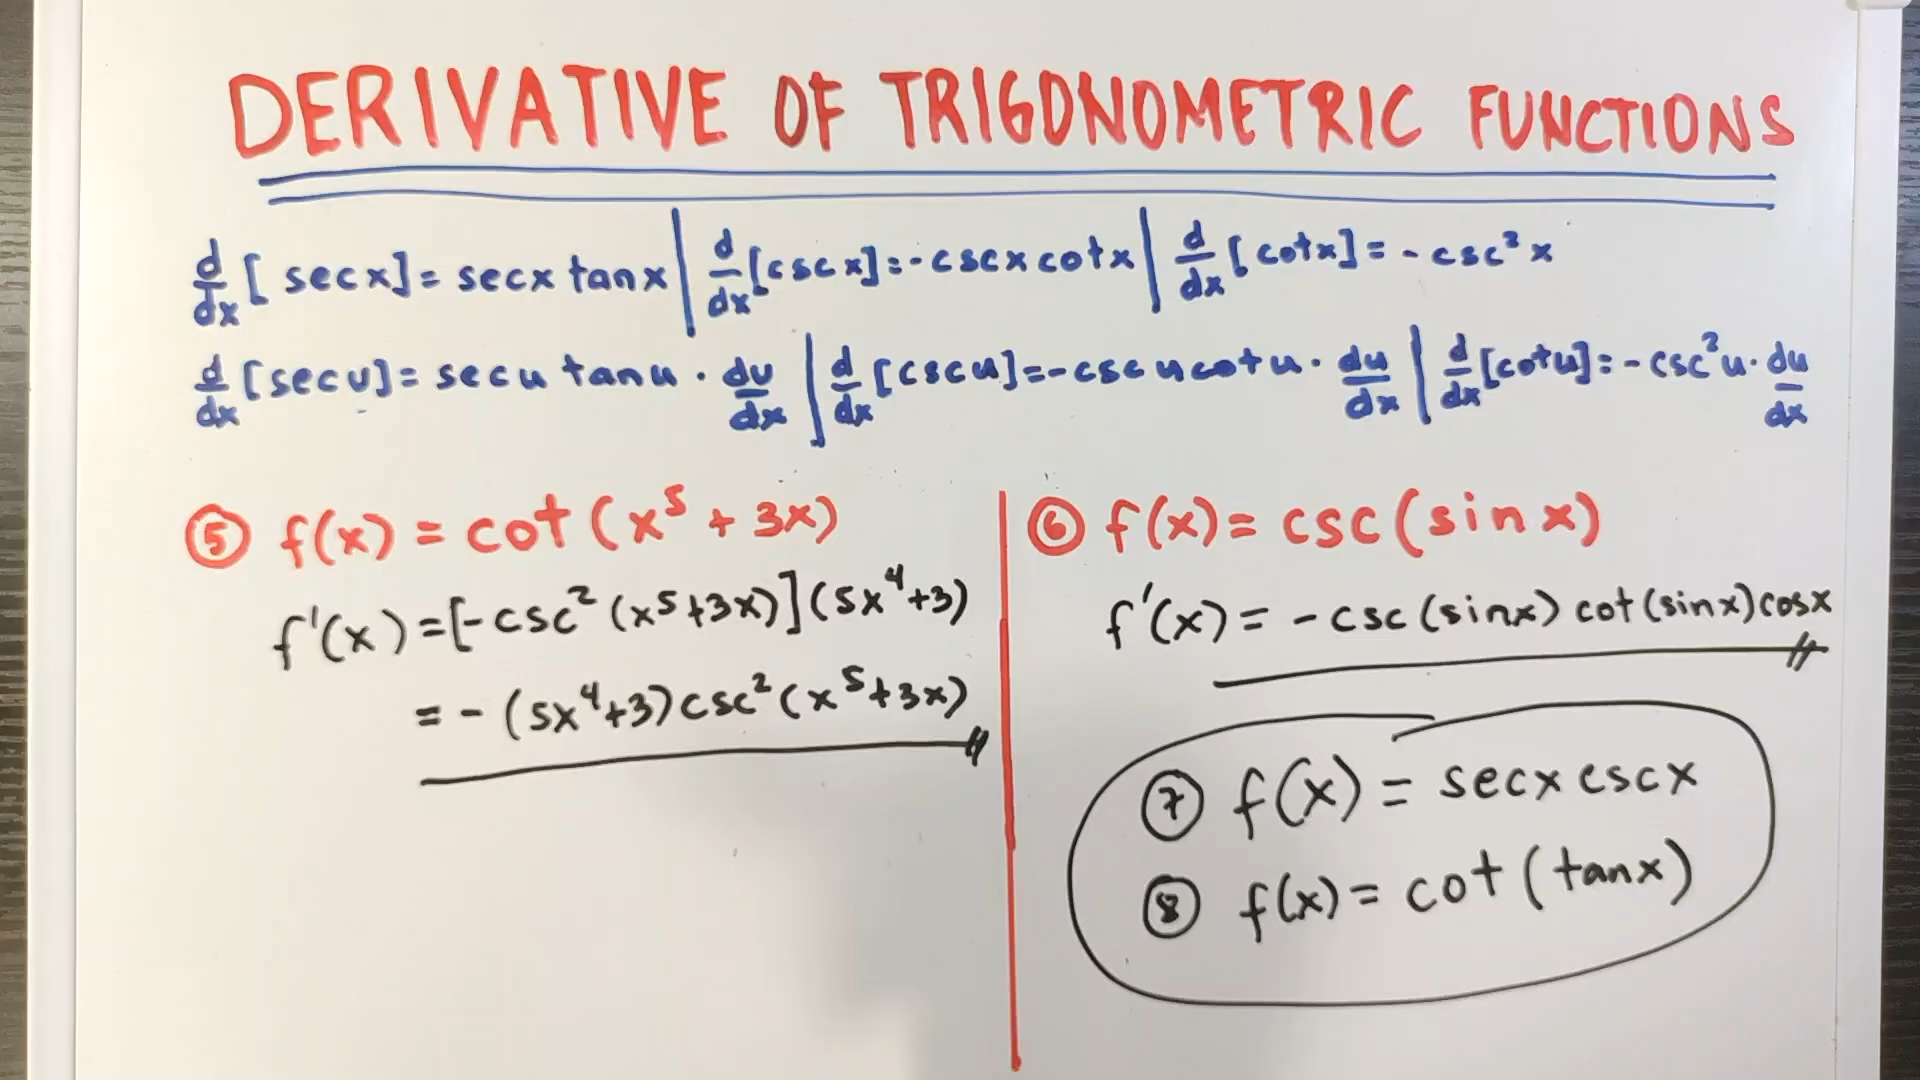 DERIVATIVE OF TRIGONOMETRIC FUNCTIONS
d/dx [secx] = secx tanx | d/dx [cscx] = -cscx cotx | d/dx [cotx] = -csc²x
d/dx [secu] = secu tanu · du/dx | d/dx [cscu] = -cscu cotu · du/dx | d/dx [cotu] = -csc²u · du/dx
⑤ f(x) = cot(x⁵ + 3x)
f'(x) = [-csc²(x⁵+3x)](5x⁴+3)
= -(5x⁴+3)csc²(x⁵+3x)
⑥ f(x) = csc(sinx)
f'(x) = -csc(sinx) cot(sinx)cosx
⑦ f(x) = secx cscx
⑧ f(x) = cot(tanx)